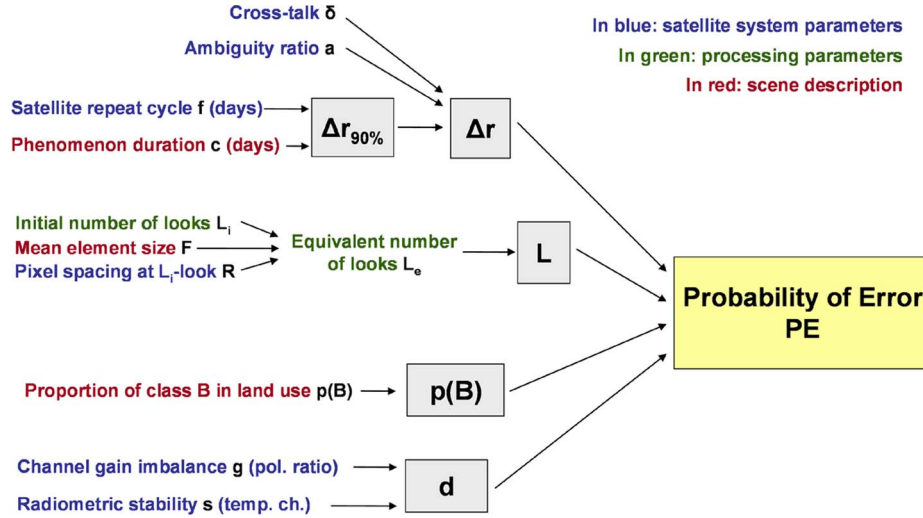 Cross-talk δ
Ambiguity ratio a
In blue: satellite system parameters
In green: processing parameters
In red: scene description
Satellite repeat cycle f (days)
Phenomenon duration c (days)
Δr90%
Δr
Initial number of looks Li
Mean element size F
Pixel spacing at Li-look R
Equivalent number
of looks Le
L
Probability of Error
PE
Proportion of class B in land use p(B)
p(B)
Channel gain imbalance g (pol. ratio)
Radiometric stability s (temp. ch.)
d